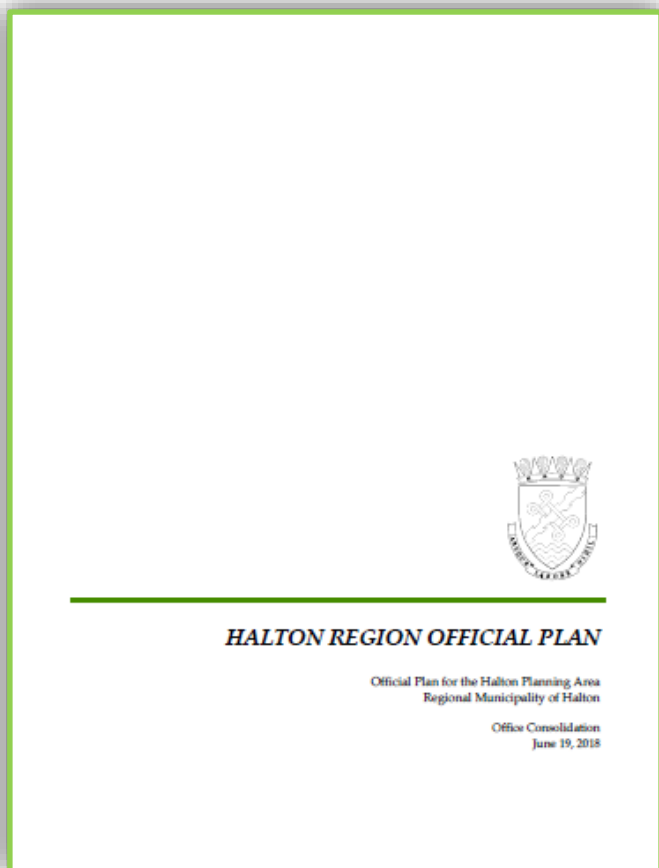 HALTON REGION OFFICIAL PLAN
Official Plan for the Halton Planning Area
Regional Municipality of Halton
Office Consolidation
June 19, 2018